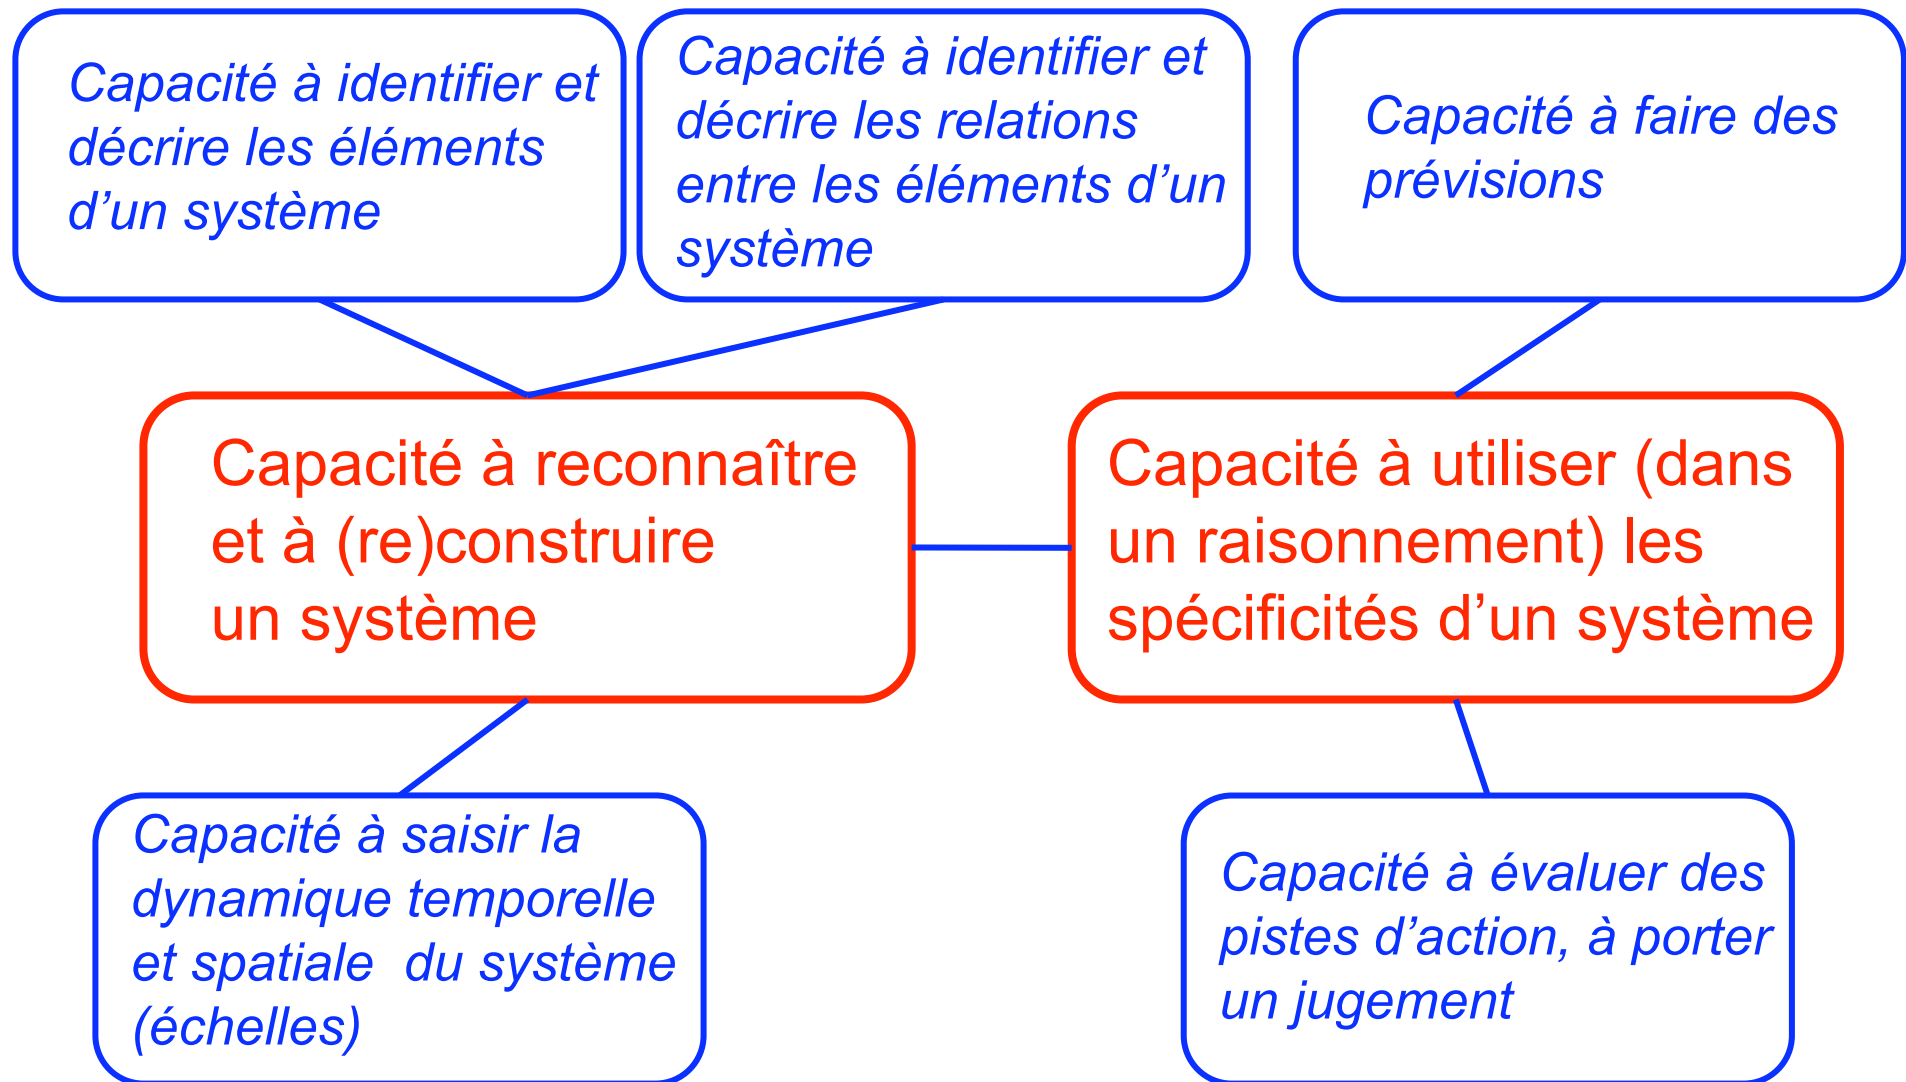 Capacité à identifier et
décrire les éléments
d’un système
Capacité à identifier et
décrire les relations
entre les éléments d’un
système
Capacité à faire des
prévisions
Capacité à reconnaître
et à (re)construire
un système
Capacité à utiliser (dans
un raisonnement) les
spécificités d’un système
Capacité à saisir la
dynamique temporelle
et spatiale  du système
(échelles)
Capacité à évaluer des
pistes d’action, à porter
un jugement